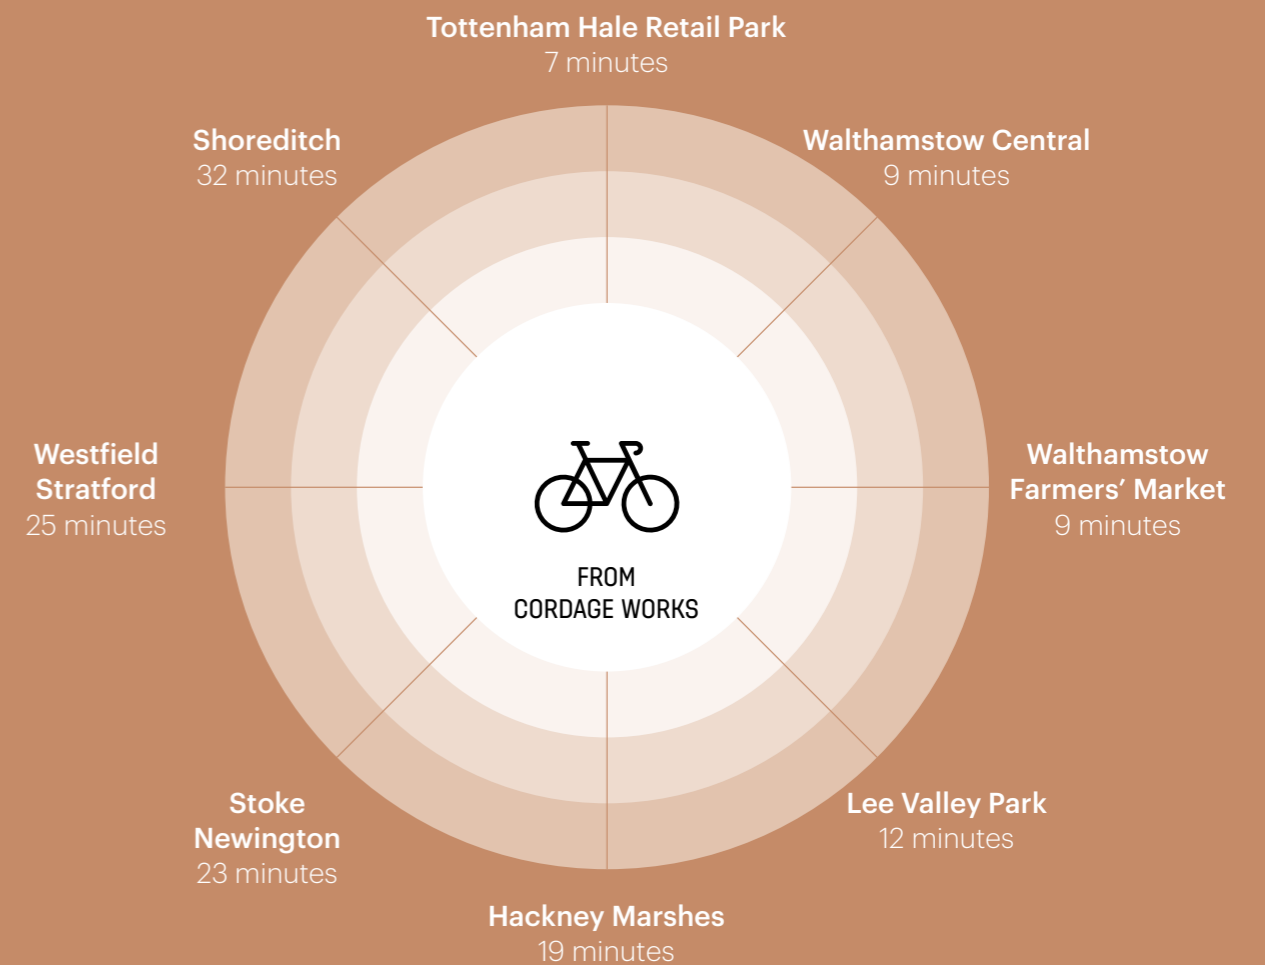 Tottenham Hale Retail Park
7 minutes
Walthamstow Central
9 minutes
Walthamstow
Farmers’ Market
9 minutes
Lee Valley Park
12 minutes
Hackney Marshes
19 minutes
Stoke
Newington
23 minutes
Westfield
Stratford
25 minutes
Shoreditch
32 minutes
FROM
CORDAGE WORKS